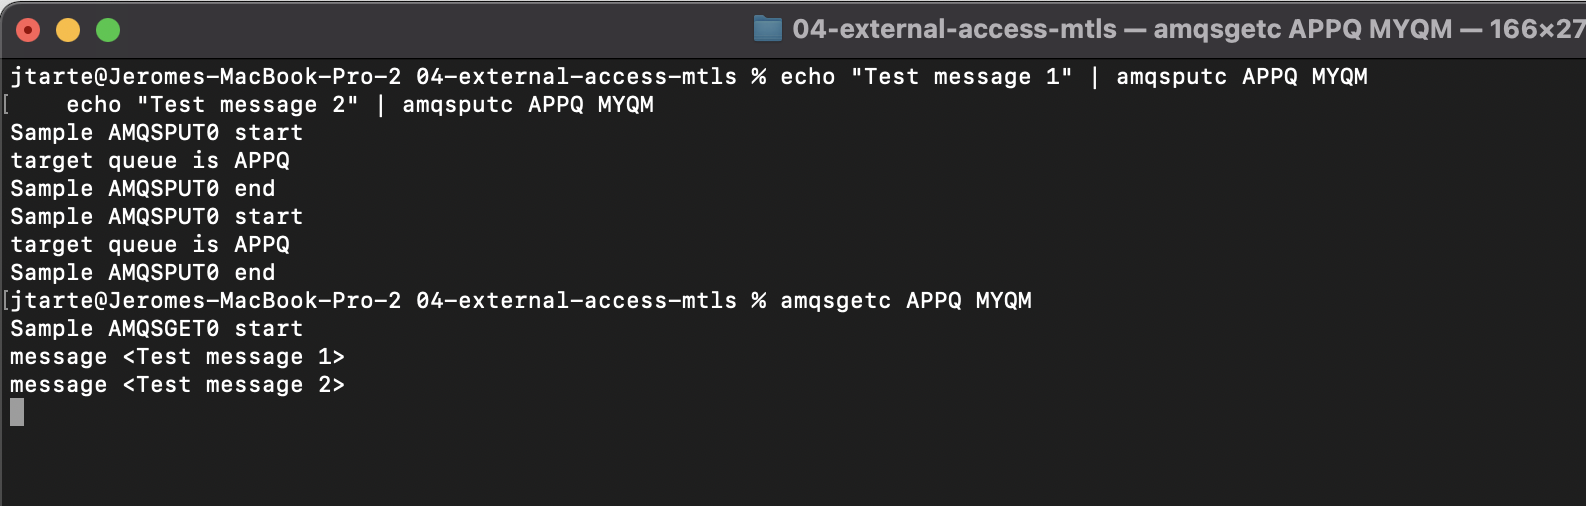 04-external-access-mtls — amqsgetc APPQ MYQM — 166×27
jtarte@Jeromes-MacBook-Pro-2 04-external-access-mtls % echo "Test message 1" | amqsputc APPQ MYQM
[    echo "Test message 2" | amqsputc APPQ MYQM
Sample AMQSPUT0 start
target queue is APPQ
Sample AMQSPUT0 end
Sample AMQSPUT0 start
target queue is APPQ
Sample AMQSPUT0 end
[jtarte@Jeromes-MacBook-Pro-2 04-external-access-mtls % amqsgetc APPQ MYQM
Sample AMQSGET0 start
message <Test message 1>
message <Test message 2>